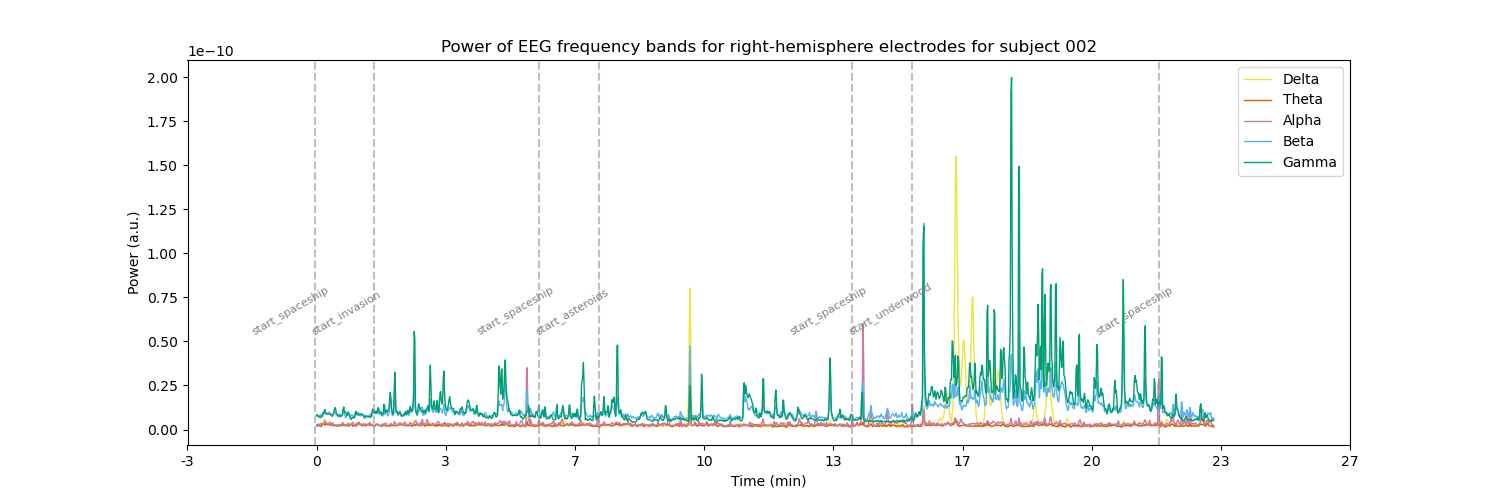 Power of EEG frequency bands for right-hemisphere electrodes for subject 002
1e−10
2.00
1.75
1.50
1.25
1.00
0.75
0.50
0.25
0.00
Power (a.u.)
start_spaceship
start_invasion
start_spaceship
start_asteroids
start_spaceship
start_underwood
start_spaceship
Delta
Theta
Alpha
Beta
Gamma
-3
0
3
7
10
13
17
20
23
27
Time (min)